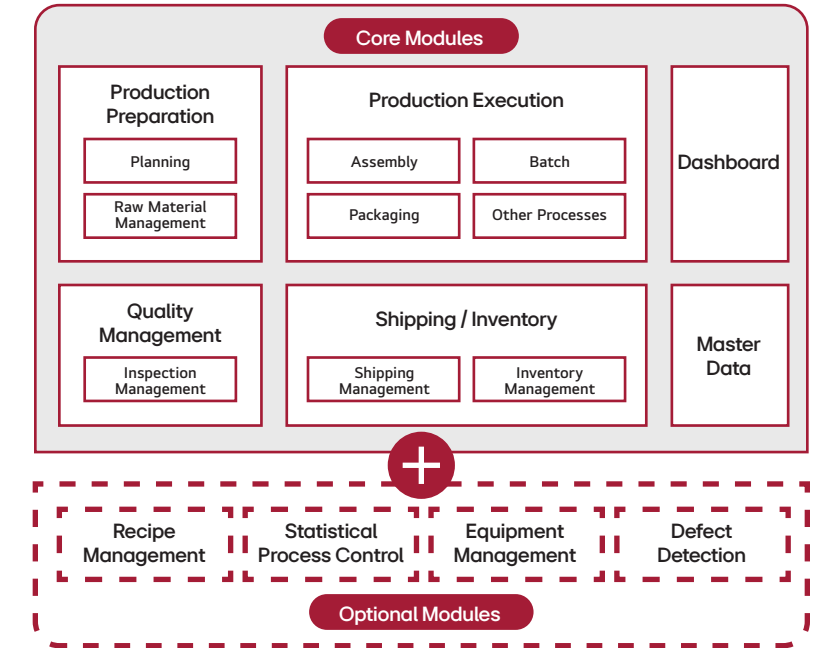 Core Modules
Production
Preparation
Planning
Raw Material
Management
Production Execution
Assembly
Batch
Packaging
Other Processes
Dashboard
Quality
Management
Inspection
Management
Shipping / Inventory
Shipping
Management
Inventory
Management
Master
Data
Recipe
Management
Statistical
Process Control
Equipment
Management
Defect
Detection
Optional Modules